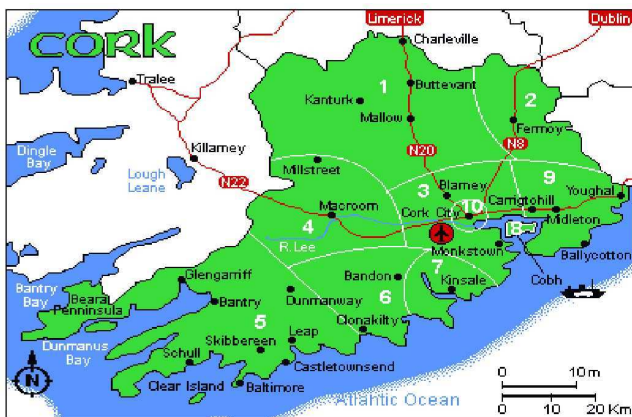 Limerick
Dublin
CORK
Charleville
Tralee
1
Buttevant
2
Kanturk
Mallow
Fermoy
Killarney
N20
N8
Dingle
Bay
Lough
Leane
N22
Millstreet
9
3
Blarney
Youghal
10
Carrigtohill
Macroom
Cork City
4
Midleton
8
R.Lee
Monkstown
Ballycotton
7
Glengarriff
Bandon
Cobh
Bantry
Bay
Beara
Penninsula
Bantry
Dunmanway
6
Kinsale
Dunmanus
Bay
5
Clonakilty
Leap
Skibbereen
Schull
Castletownsend
Clear Island
Baltimore
N
Atlantic Ocean
0 10 m
0 10 20 Km